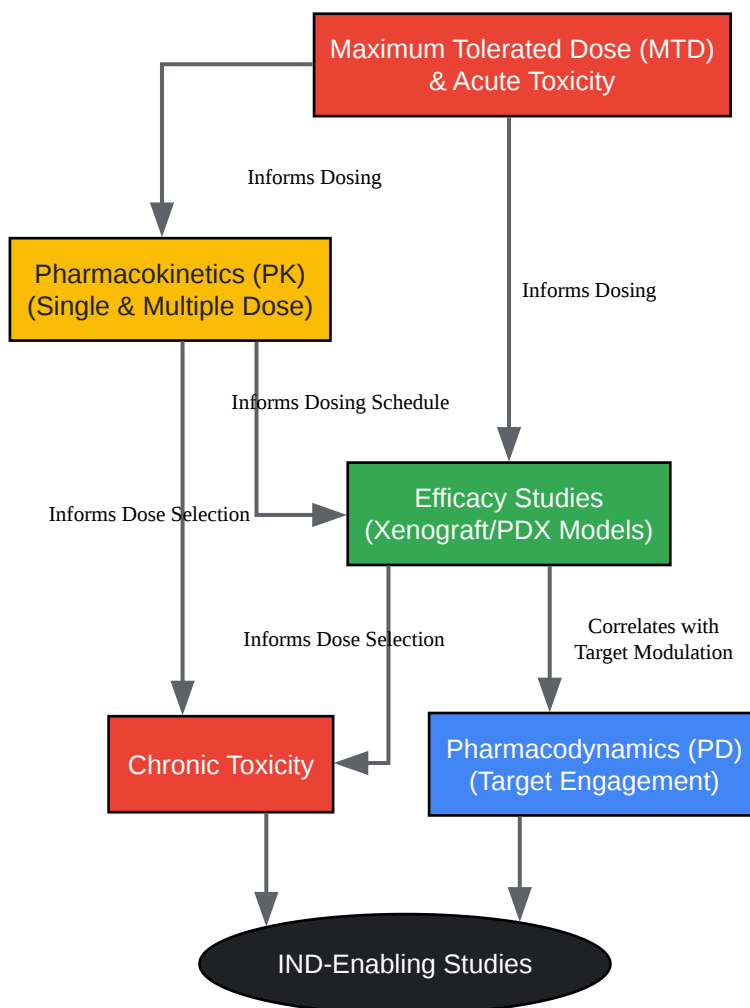 Maximum Tolerated Dose (MTD)
& Acute Toxicity
Informs Dosing
Pharmacokinetics (PK)
(Single & Multiple Dose)
Informs Dosing
Informs Dosing Schedule
Efficacy Studies
(Xenograft/PDX Models)
Informs Dose Selection
Informs Dose Selection
Correlates with
Target Modulation
Chronic Toxicity
Pharmacodynamics (PD)
(Target Engagement)
IND-Enabling Studies